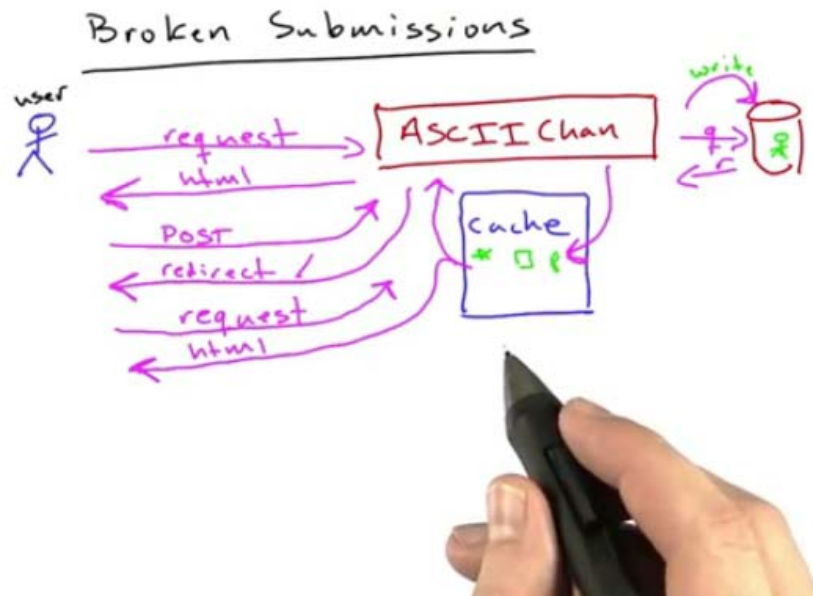 Broken Submissions
user
request
html
POST
redirect /
request
html
ASCII Chan
cache
* □ p
write
q
r